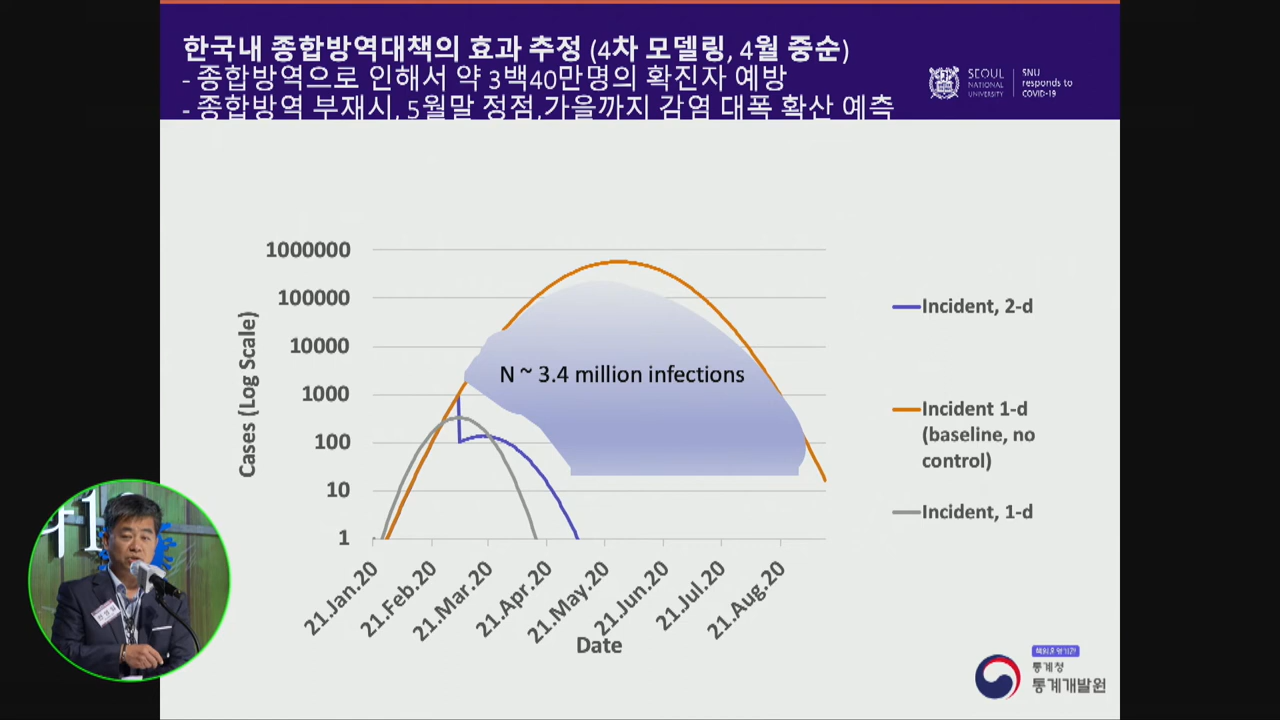 한국내 종합방역대책의 효과 추정 (4차 모델링, 4월 중순)
- 종합방역으로 인해서 약 3백40만명의 확진자 예방
- 종합방역 부재시, 5월말 정점,가을까지 감염 대폭 확산 예측
SEOUL
NATIONAL
UNIVERSITY
SNU
responds to
COVID-19
Cases (Log Scale)
1000000
100000
10000
1000
100
10
1
N ~ 3.4 million infections
21.Jan.20
21.Feb.20
21.Mar.20
21.Apr.20
21.May.20
21.Jun.20
21.Jul.20
21.Aug.20
Date
Incident, 2-d
Incident 1-d
(baseline, no
control)
Incident, 1-d
통계청
통계개발원